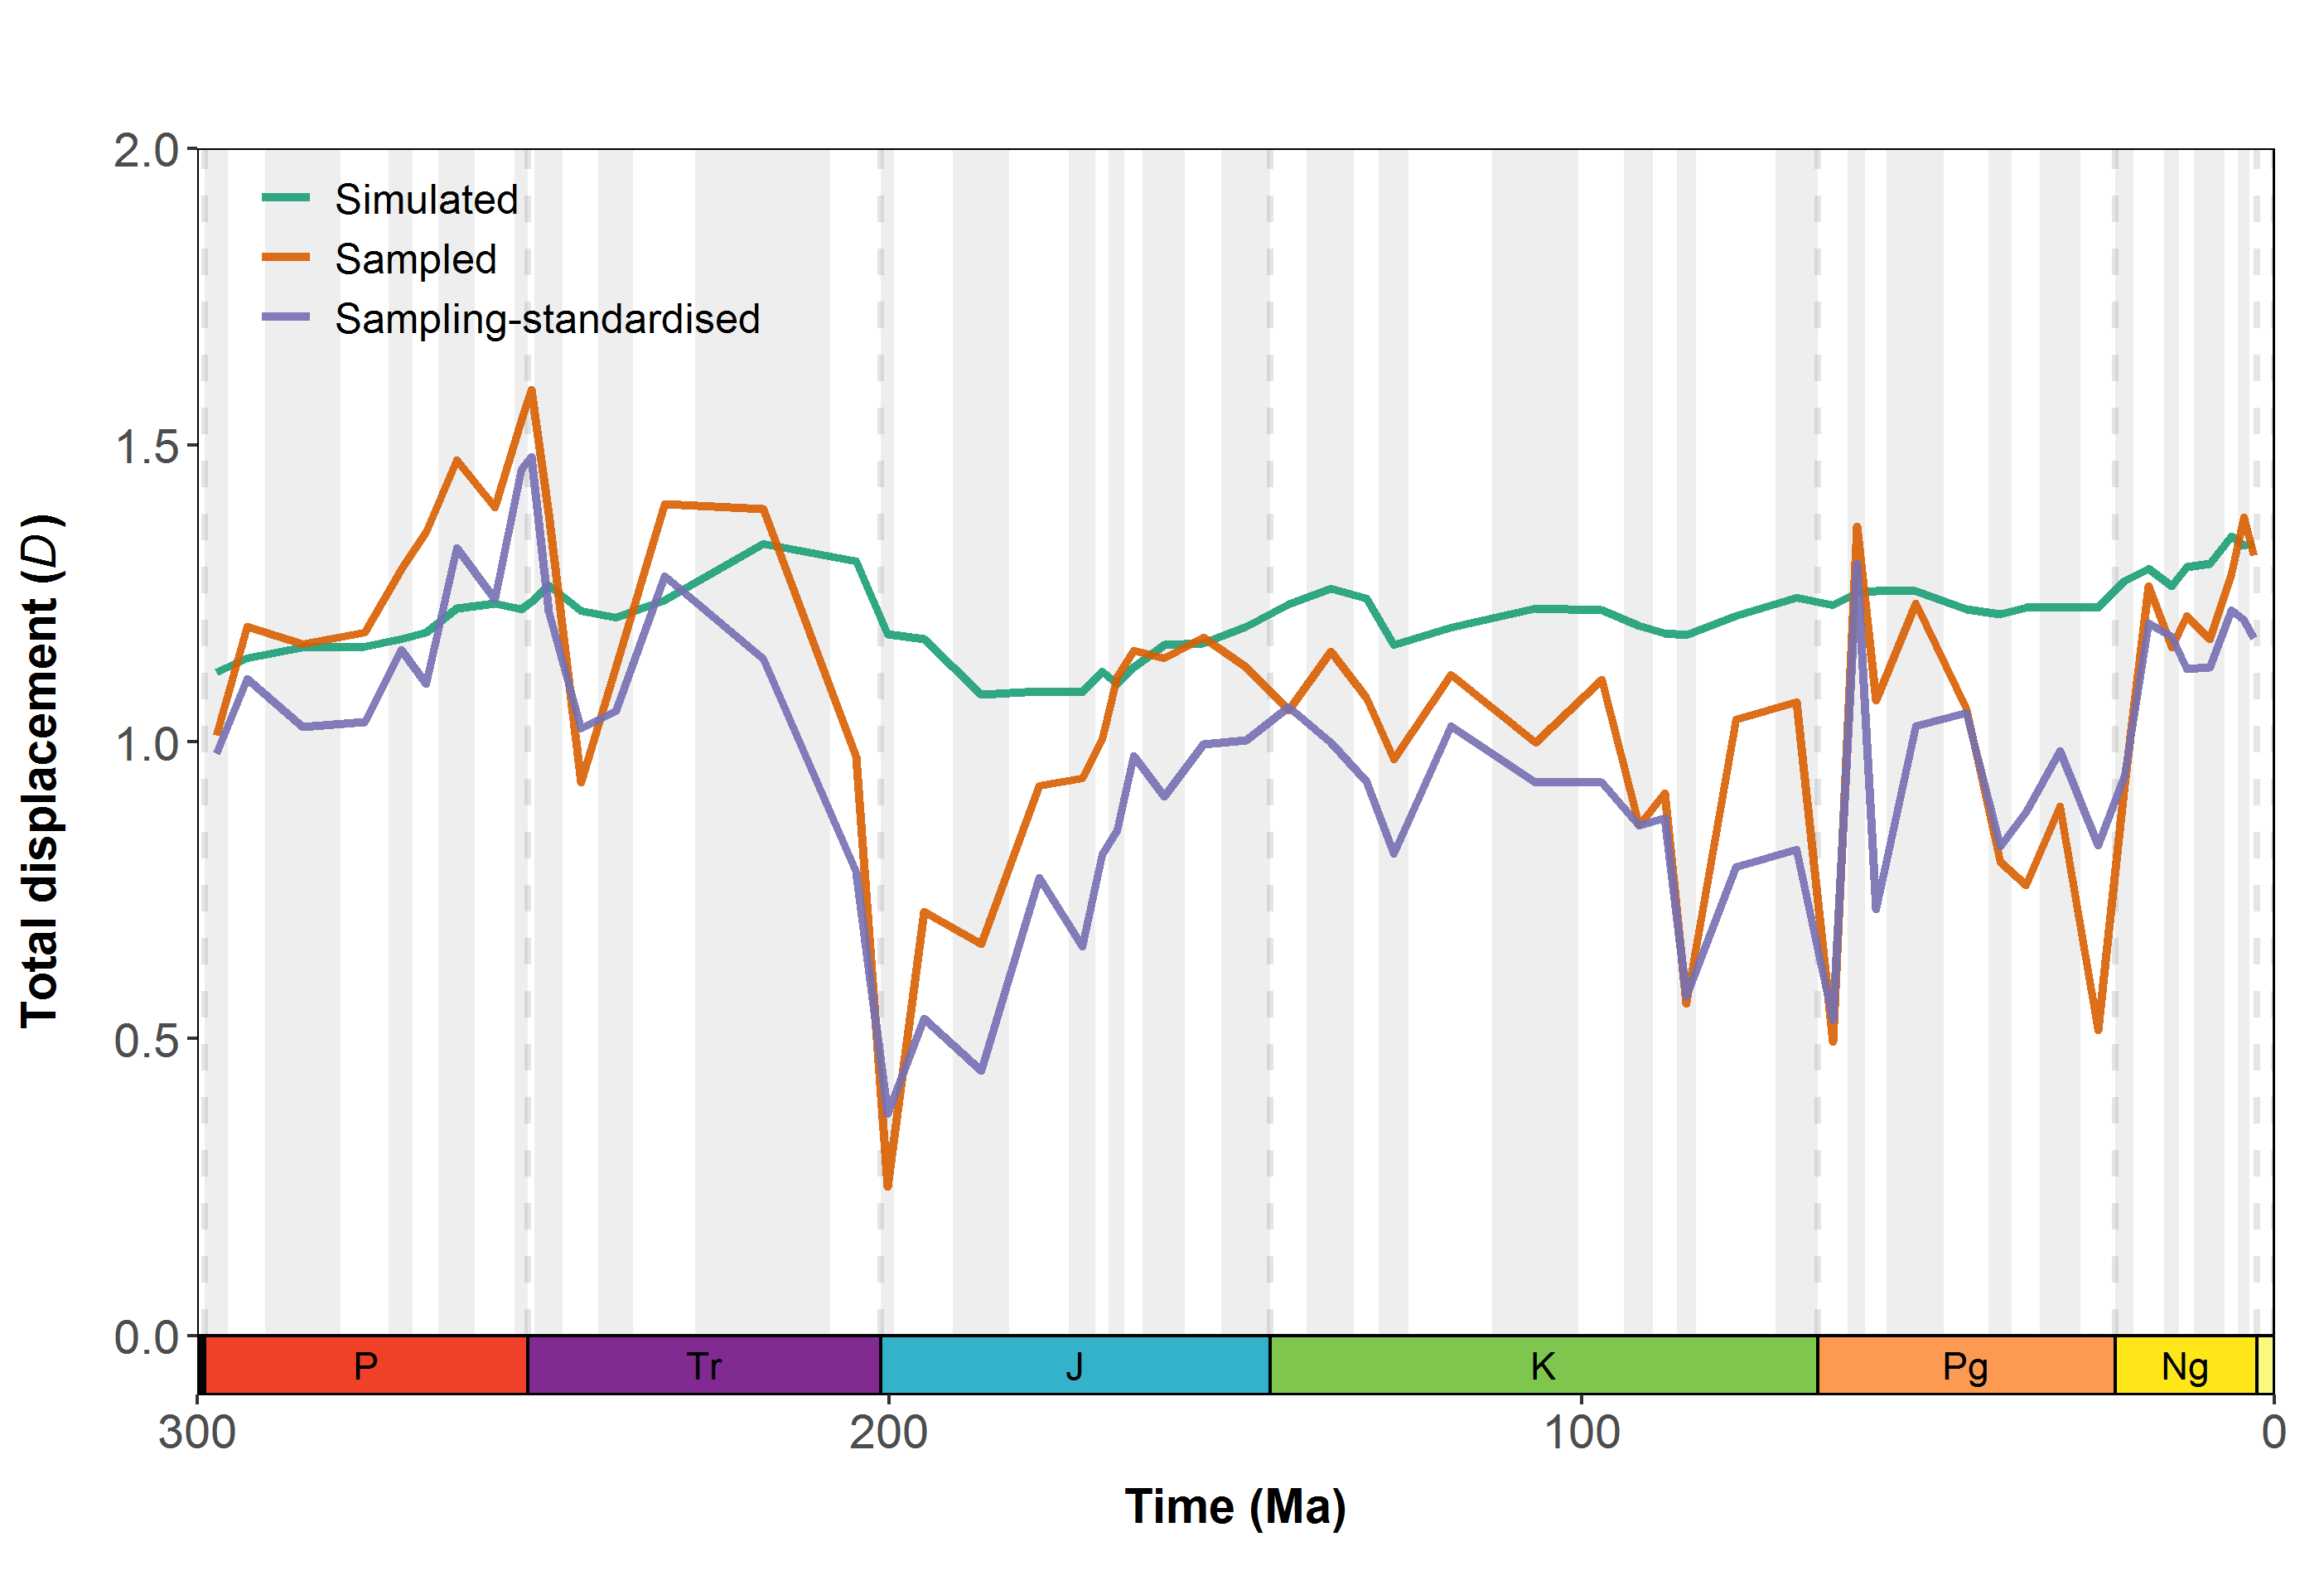 2.0
Simulated
Sampled
Sampling-standardised
1.5
1.0
0.5
0.0
Total displacement (D)
P Tr J K Pg Ng
300 200 100 0
Time (Ma)